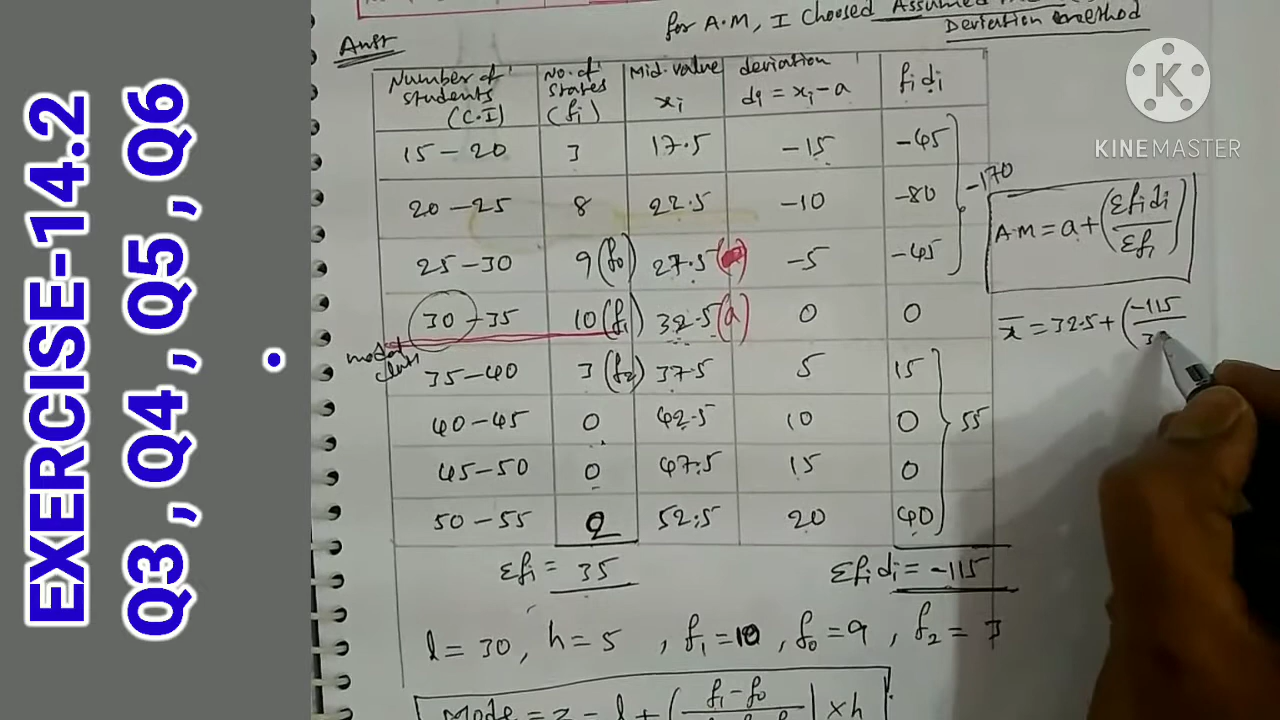 EXERCISE-14.2
Q3 , Q4 , Q5 , Q6 .
K
KINEMASTER
for A.M, I choosed Assumed
Deviation method
Ans:
Number of students (C.I) No. of states (fi) Mid. value xi deviation di = xi - a fidi
15 - 20 3 17.5 -15 -45
20 - 25 8 22.5 -10 -80
25 - 30 9 (f0) 27.5 -5 -45
-170
30 - 35 10 (f1) 32.5 (a) 0 0
modal class
35 - 40 3 (f2) 37.5 5 15
40 - 45 0 42.5 10 0
45 - 50 0 47.5 15 0
50 - 55 2 52.5 20 40
55
Σfi = 35 Σfidi = -115
A.M = a + (Σfidi / Σfi)
x̄ = 32.5 + (-115 / 3
l = 30, h = 5 , f1 = 10, f0 = 9 , f2 = 3
Mode = z = l + ( f1 - f0 ) × h